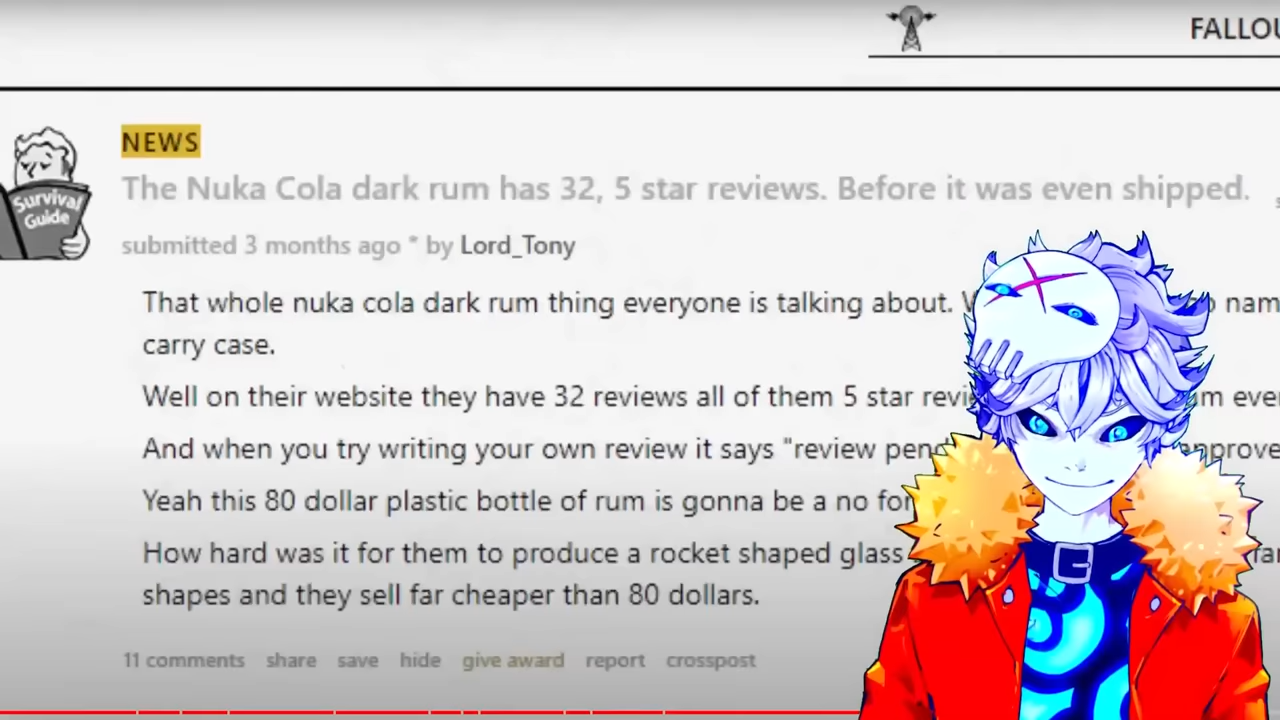 FALLOU
NEWS
The Nuka Cola dark rum has 32, 5 star reviews. Before it was even shipped.
Survival
Guide
submitted 3 months ago * by Lord_Tony
That whole nuka cola dark rum thing everyone is talking about.
carry case.
Well on their website they have 32 reviews all of them 5 star
And when you try writing your own review it says "review
Yeah this 80 dollar plastic bottle of rum is gonna be a no
How hard was it for them to produce a rocket shaped glass
shapes and they sell far cheaper than 80 dollars.
11 comments share save hide give award report crosspost